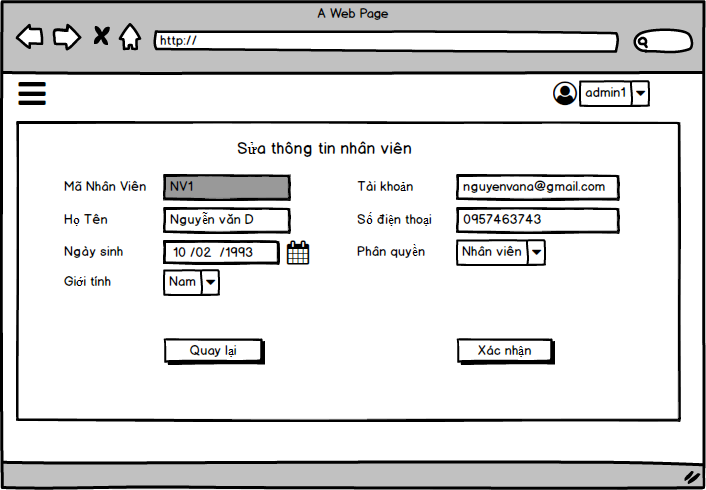 A Web Page
http://
admin1
Sửa thông tin nhân viên
Mã Nhân Viên NV1 Tài khoản nguyenvana@gmail.com
Họ Tên Nguyễn văn D Số điện thoại 0957463743
Ngày sinh 10 /02 /1993 Phân quyền Nhân viên
Giới tính Nam
Quay lại Xác nhận